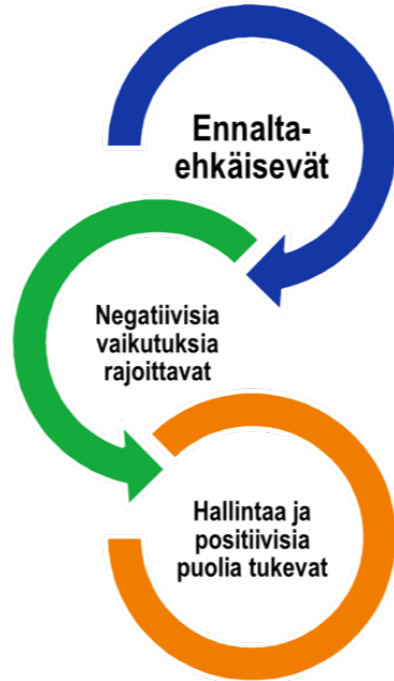 Ennalta-
ehkäisevät
Negatiivisia
vaikutuksia
rajoittavat
Hallintaa ja
positiivisia
puolia tukevat